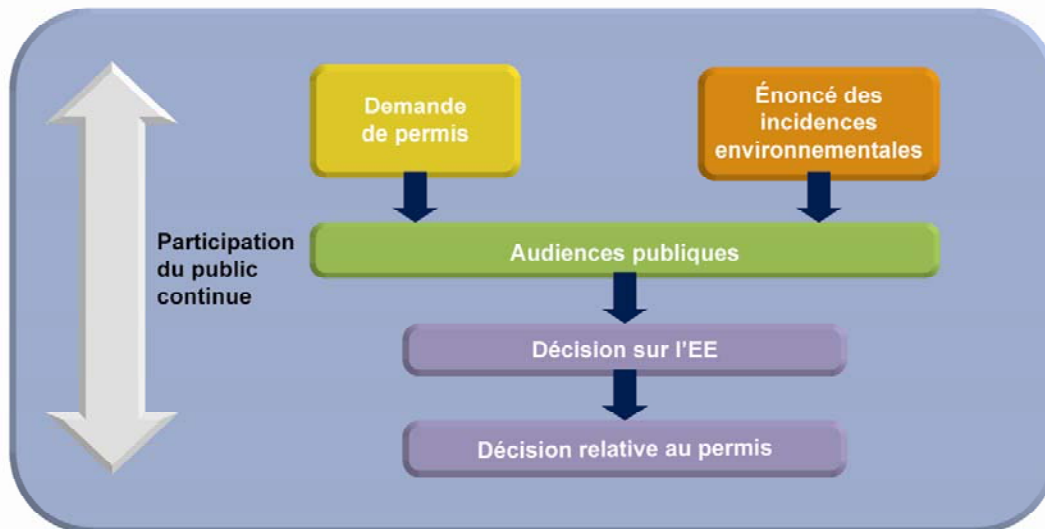 Demande
de permis
Énoncé des
incidences
environnementales
Participation
du public
continue
Audiences publiques
Décision sur l'EE
Décision relative au permis